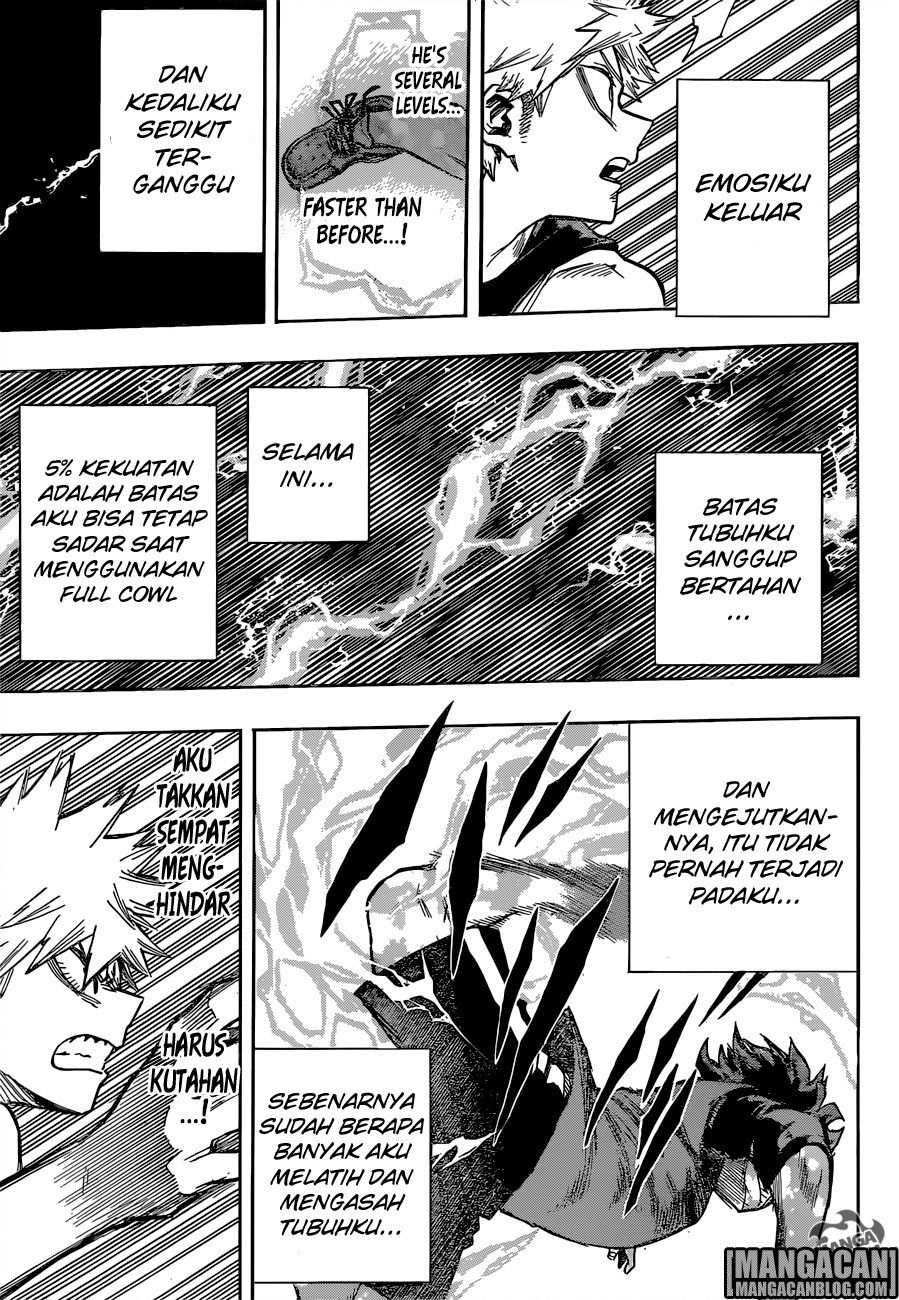 EMOSIKU
KELUAR
HE'S
SEVERAL
LEVELS...
FASTER THAN
BEFORE...!
DAN
KEDALIKU
SEDIKIT
TER-
GANGGU
BATAS
TUBUHKU
SANGGUP
BERTAHAN
...
SELAMA
INI...
5% KEKUATAN
ADALAH BATAS
AKU BISA TETAP
SADAR SAAT
MENGGUNAKAN
FULL COWL
DAN
MENGEJUTKAN-
NYA, ITU TIDAK
PERNAH TERJADI
PADAKU...
SEBENARNYA
SUDAH BERAPA
BANYAK AKU
MELATIH DAN
MENGASAH
TUBUHKU...
AKU
TAKKAN
SEMPAT
MENG-
HINDAR
HARUS
KUTAHAN
...!
MANGA
[MANGACAN]
MANGACANBLOG.COM